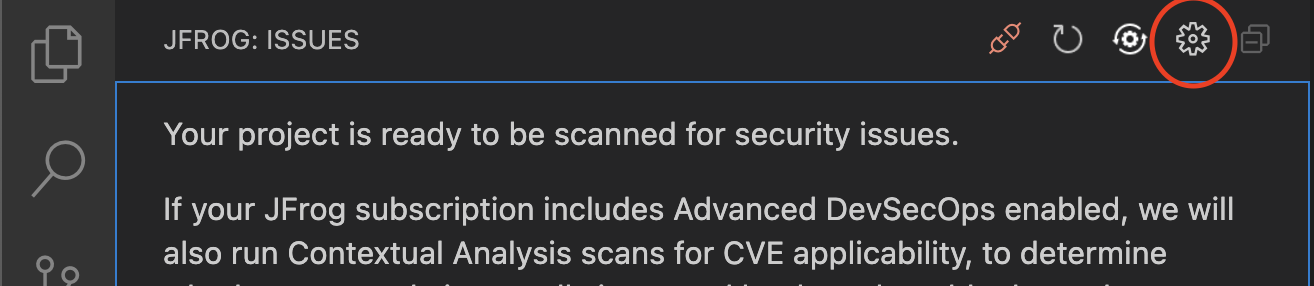 JFROG: ISSUES
Your project is ready to be scanned for security issues.
If your JFrog subscription includes Advanced DevSecOps enabled, we will
also run Contextual Analysis scans for CVE applicability, to determine